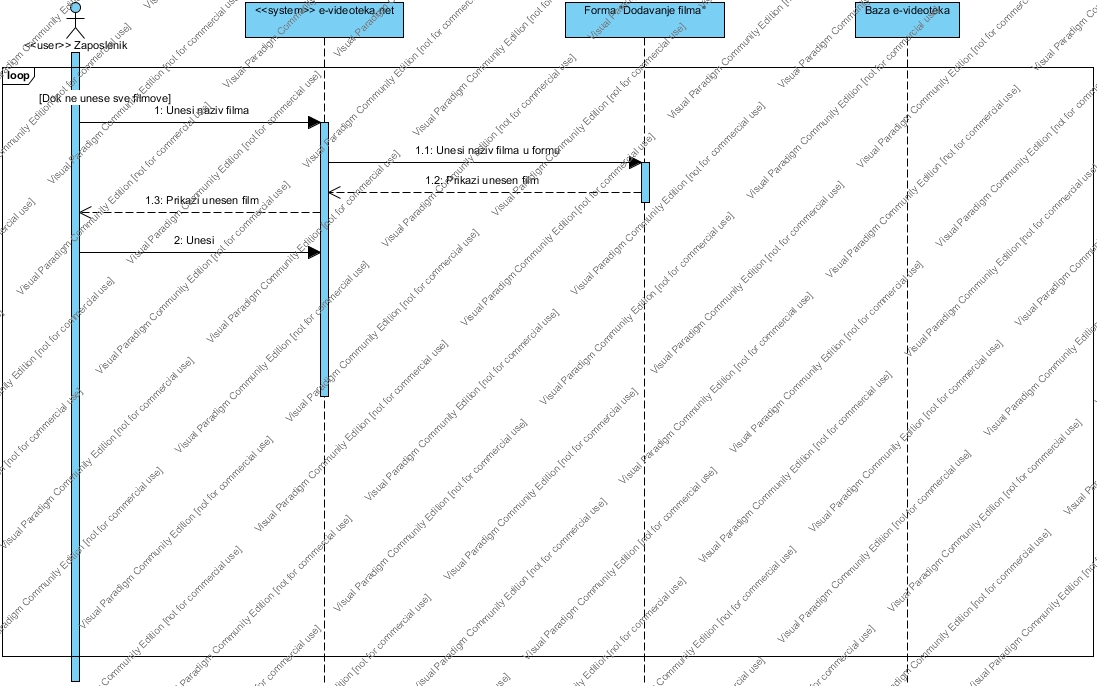 <<system>> e-videoteka.net
Forma "Dodavanje filma"
Baza e-videoteka
<<user>> Zaposlenik
loop
[Dok ne unese sve filmove]
1: Unesi naziv filma
1.1: Unesi naziv filma u formu
1.2: Prikazi unesen film
1.3: Prikazi unesen film
2: Unesi
Visual Paradigm Community Edition [not for commercial use]